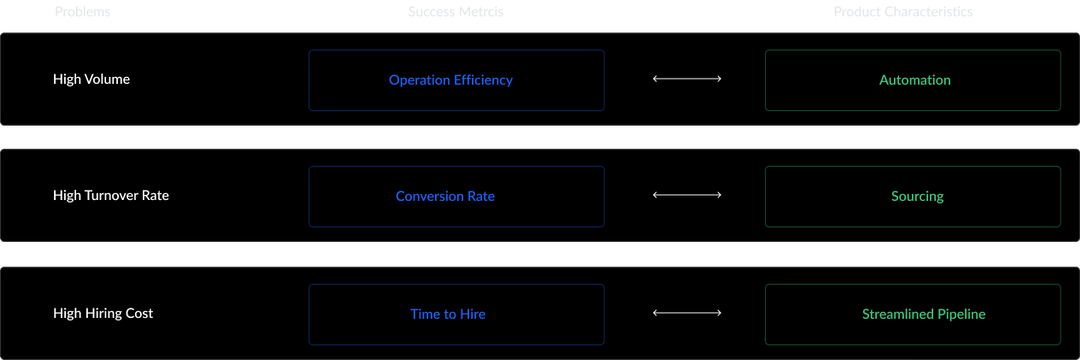 Problems Success Metrcis Product Characteristics
High Volume Operation Efficiency Automation
High Turnover Rate Conversion Rate Sourcing
High Hiring Cost Time to Hire Streamlined Pipeline